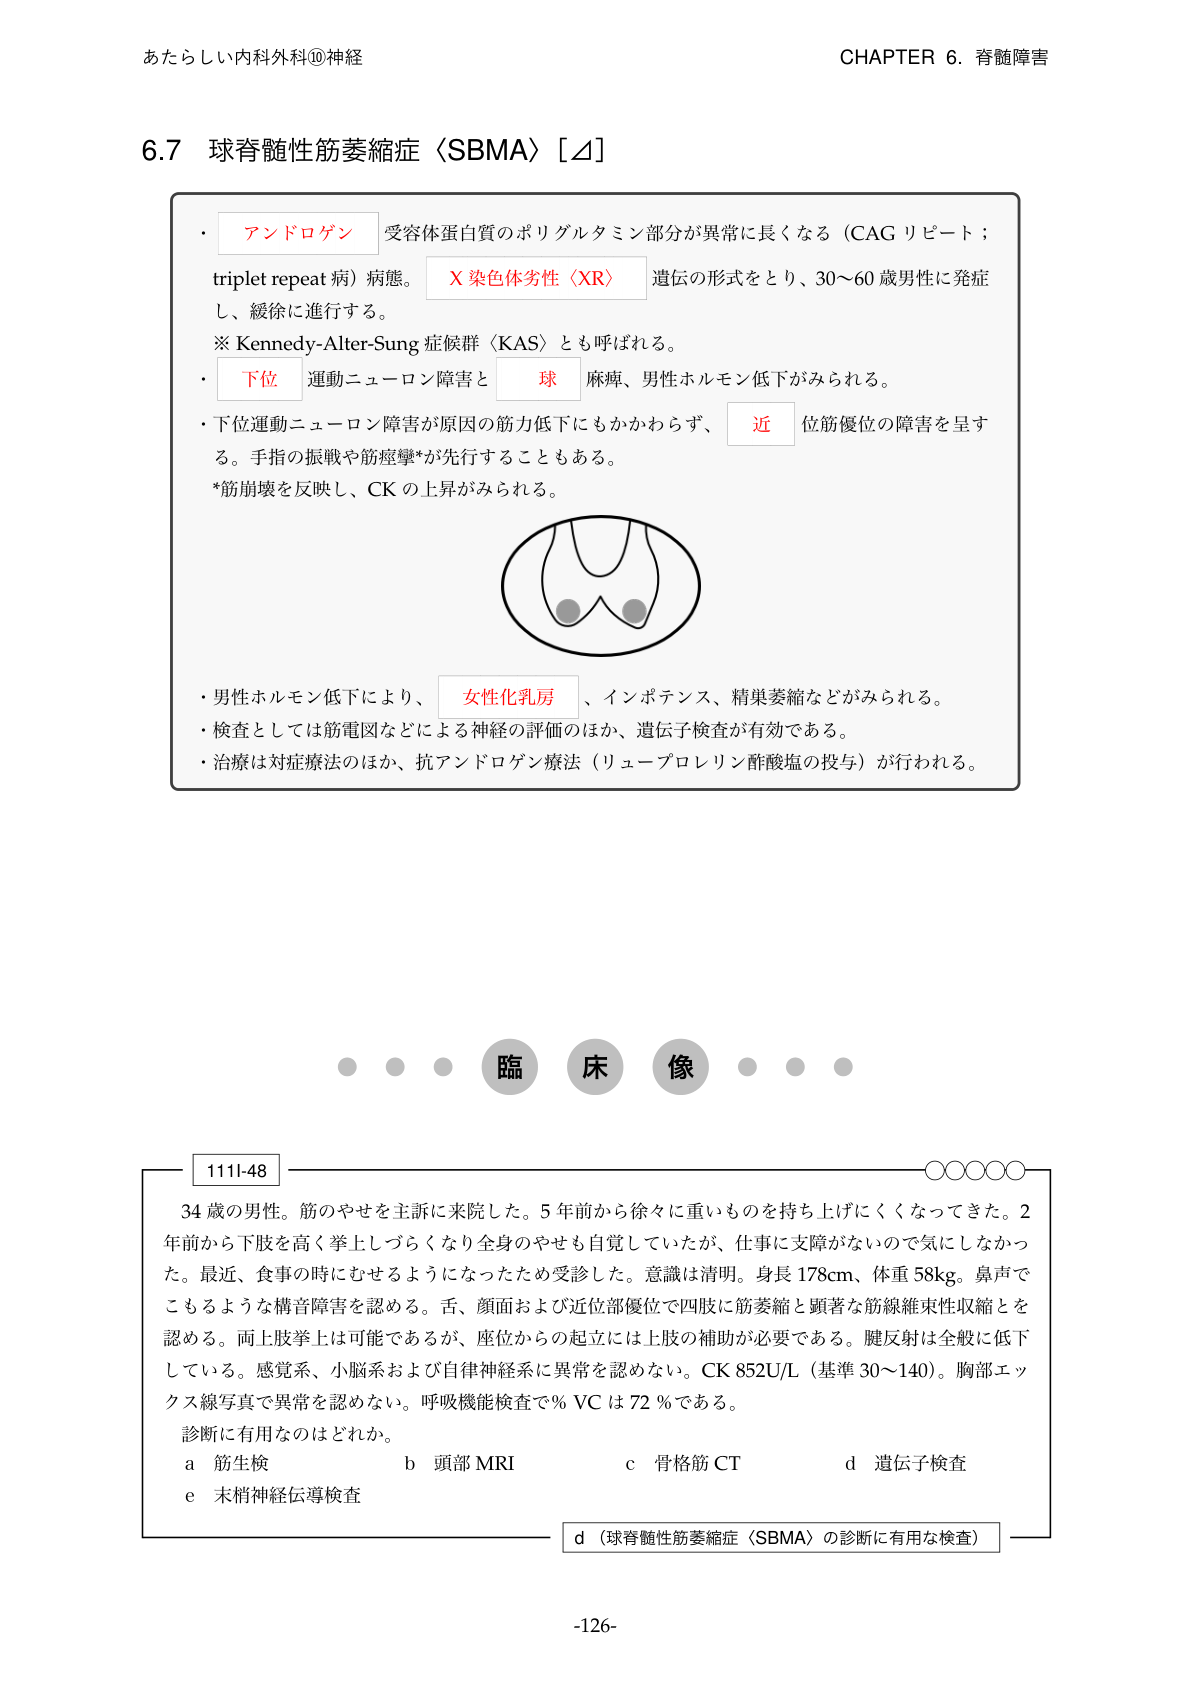 あたらしい内科外科⑩神経
CHAPTER 6. 脊髄障害
6.7 球脊髄性筋萎縮症〈SBMA〉[⊿]
・ アンドロゲン 受容体蛋白質のポリグルタミン部分が異常に長くなる（CAG リピート；
triplet repeat 病）病態。 X 染色体劣性〈XR〉 遺伝の形式をとり、30〜60 歳男性に発症
し、緩徐に進行する。
※ Kennedy-Alter-Sung 症候群〈KAS〉とも呼ばれる。
・ 下位 運動ニューロン障害と 球 麻痺、男性ホルモン低下がみられる。
・下位運動ニューロン障害が原因の筋力低下にもかかわらず、 近 位筋優位の障害を呈す
る。手指の振戦や筋痙攣*が先行することもある。
*筋崩壊を反映し、CK の上昇がみられる。
・男性ホルモン低下により、 女性化乳房 、インポテンス、精巣萎縮などがみられる。
・検査としては筋電図などによる神経の評価のほか、遺伝子検査が有効である。
・治療は対症療法のほか、抗アンドロゲン療法（リュープロレリン酢酸塩の投与）が行われる。
臨 床 像
111I-48
34 歳の男性。筋のやせを主訴に来院した。5 年前から徐々に重いものを持ち上げにくくなってきた。2
年前から下肢を高く挙上しづらくなり全身のやせも自覚していたが、仕事に支障がないので気にしなかっ
た。最近、食事の時にむせるようになったため受診した。意識は清明。身長 178cm、体重 58kg。鼻声で
こもるような構音障害を認める。舌、顔面および近位部優位で四肢に筋萎縮と顕著な筋線維束性収縮とを
認める。両上肢挙上は可能であるが、座位からの起立には上肢の補助が必要である。腱反射は全般に低下
している。感覚系、小脳系および自律神経系に異常を認めない。CK 852U/L（基準 30〜140）。胸部エッ
クス線写真で異常を認めない。呼吸機能検査で% VC は 72 %である。
診断に有用なのはどれか。
a 筋生検 b 頭部 MRI c 骨格筋 CT d 遺伝子検査
e 末梢神経伝導検査
d （球脊髄性筋萎縮症〈SBMA〉の診断に有用な検査）
-126-